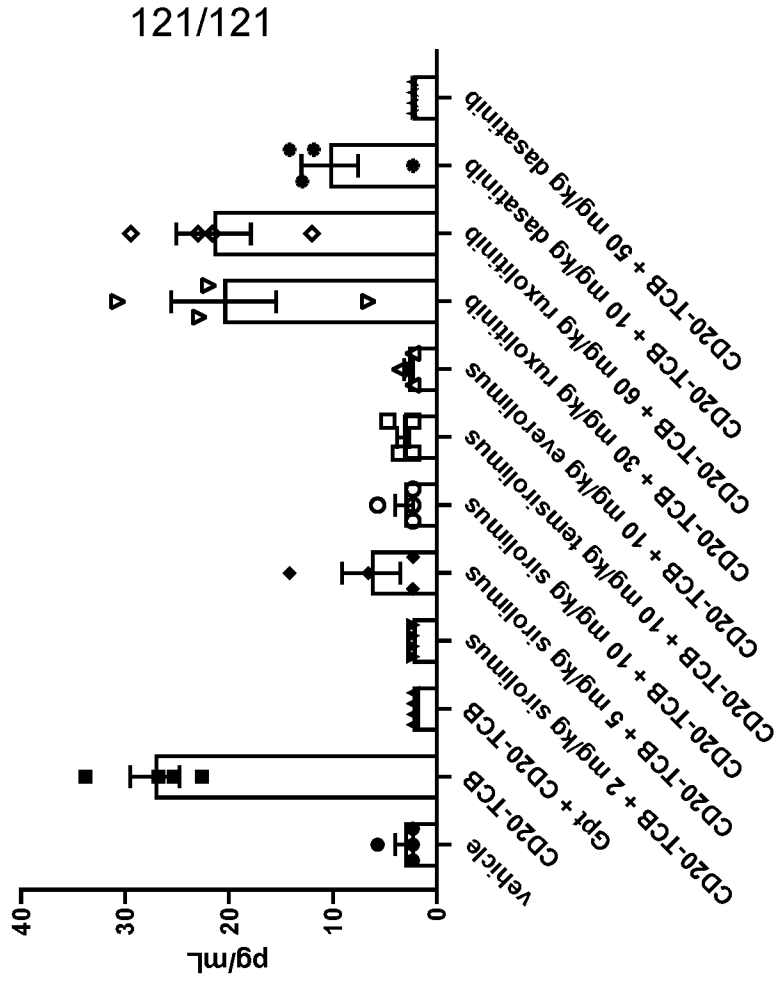 121/121
pg/mL
40
30
20
10
0
vehicle
CD20-TCB
Gpt + CD20-TCB
CD20-TCB + 2 mg/kg sirolimus
CD20-TCB + 5 mg/kg sirolimus
CD20-TCB + 10 mg/kg sirolimus
CD20-TCB + 10 mg/kg temsirolimus
CD20-TCB + 10 mg/kg everolimus
CD20-TCB + 30 mg/kg ruxolitinib
CD20-TCB + 60 mg/kg ruxolitinib
CD20-TCB + 10 mg/kg dasatinib
CD20-TCB + 50 mg/kg dasatinib